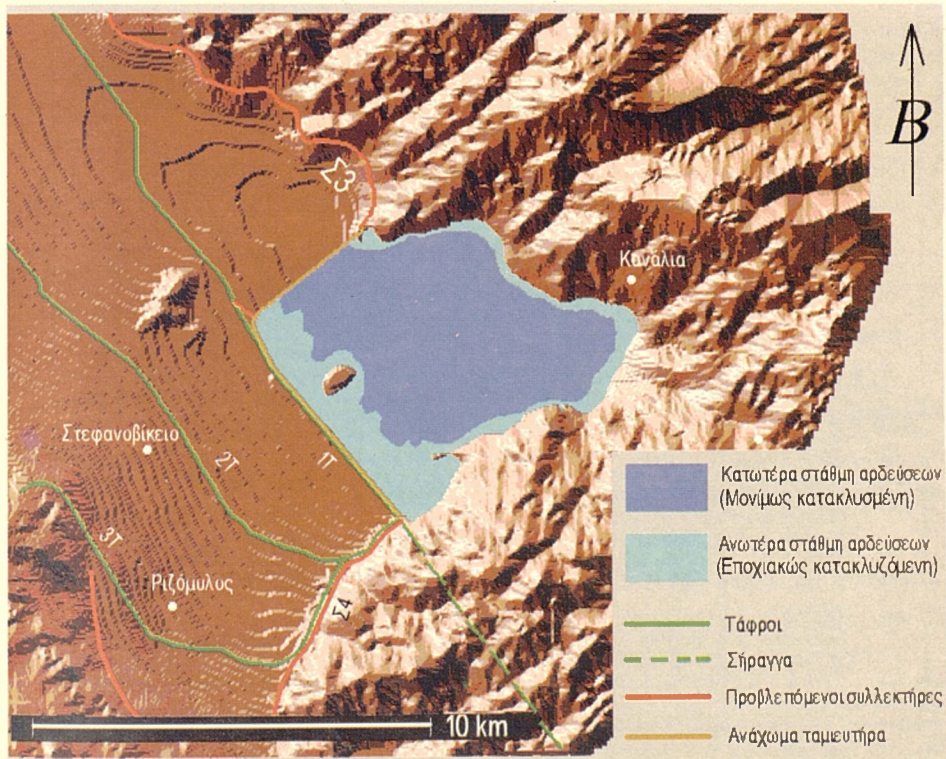 B
Σ3
Κανάλια
Στεφανοβίκειο
2Τ
1Τ
3Τ
Ριζόμυλος
Σ4
Κατωτέρα στάθμη αρδεύσεων
(Μονίμως κατακλυσμένη)
Ανωτέρα στάθμη αρδεύσεων
(Εποχιακώς κατακλυζόμενη)
Τάφροι
Σήραγγα
Προβλεπόμενοι συλλεκτήρες
Ανάχωμα ταμιευτήρα
10 km